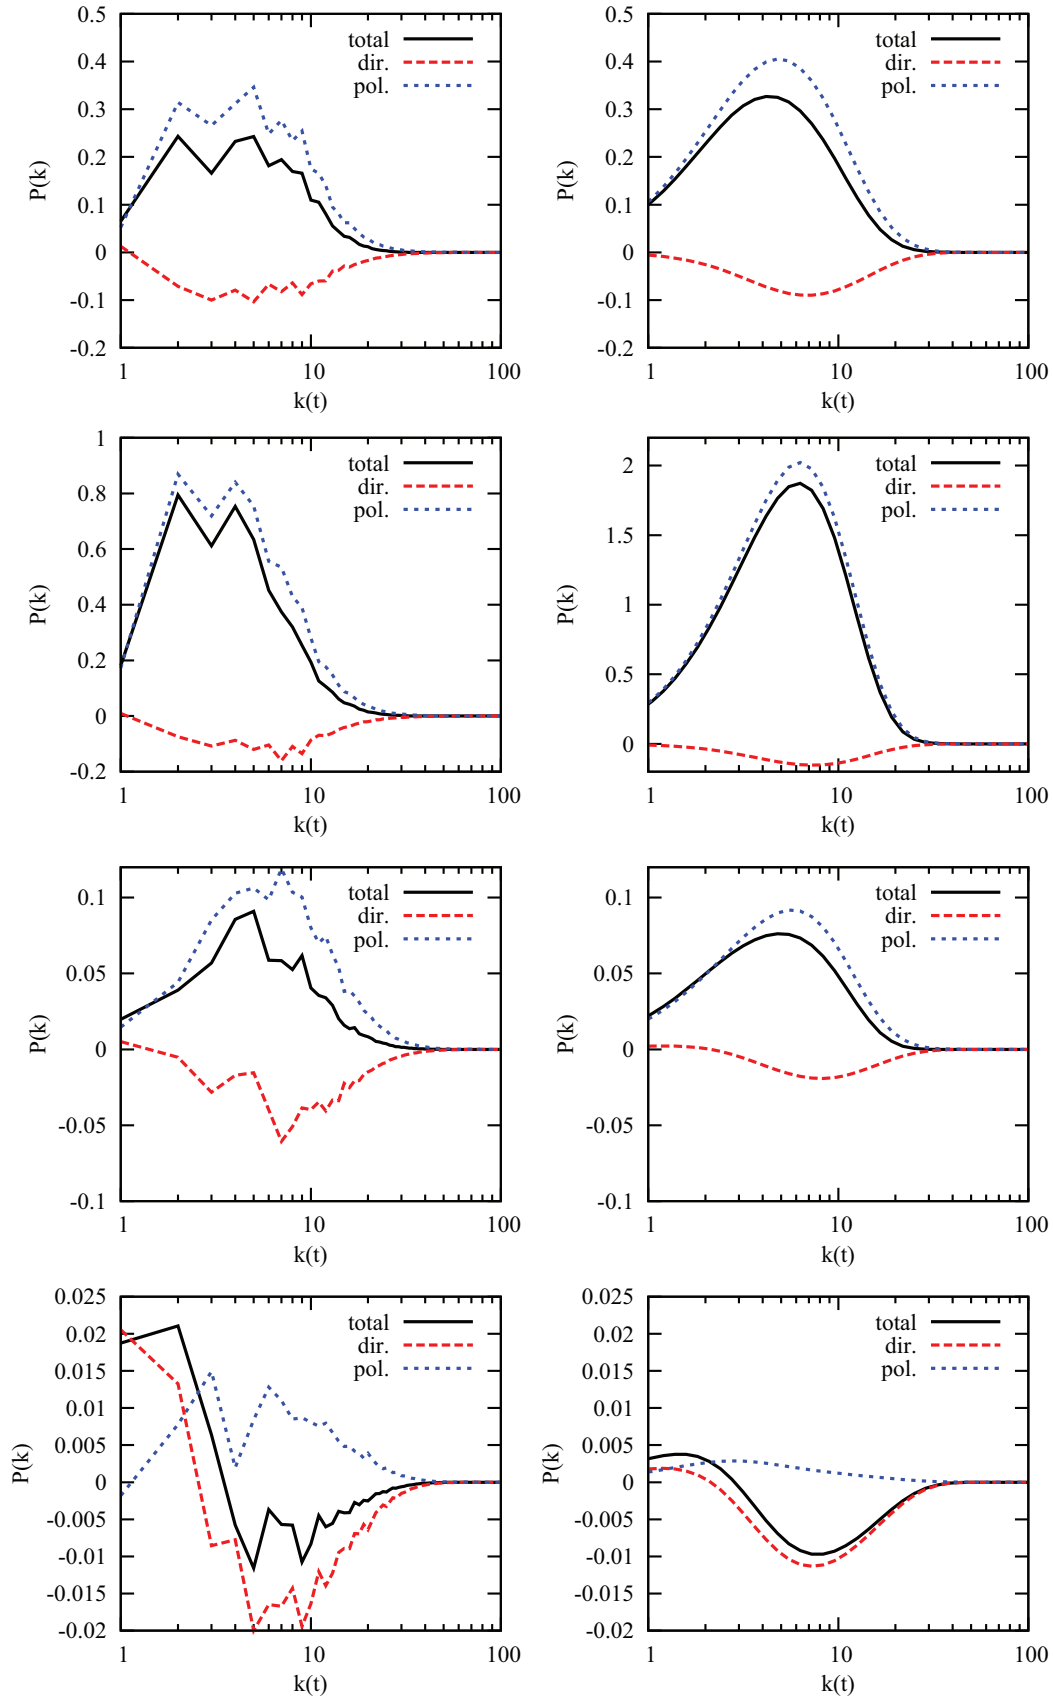 0.5
0.4
0.3
0.2
0.1
0
-0.1
-0.2
P(k)
total
dir.
pol.
1
10
100
k(t)
0.5
0.4
0.3
0.2
0.1
0
-0.1
-0.2
P(k)
total
dir.
pol.
1
10
100
k(t)
1
0.8
0.6
0.4
0.2
0
-0.2
P(k)
total
dir.
pol.
1
10
100
k(t)
2
1.5
1
0.5
0
P(k)
total
dir.
pol.
1
10
100
k(t)
0.1
0.05
0
-0.05
-0.1
P(k)
total
dir.
pol.
1
10
100
k(t)
0.1
0.05
0
-0.05
-0.1
P(k)
total
dir.
pol.
1
10
100
k(t)
0.025
0.02
0.015
0.01
0.005
0
-0.005
-0.01
-0.015
-0.02
P(k)
total
dir.
pol.
1
10
100
k(t)
0.025
0.02
0.015
0.01
0.005
0
-0.005
-0.01
-0.015
-0.02
P(k)
total
dir.
pol.
1
10
100
k(t)